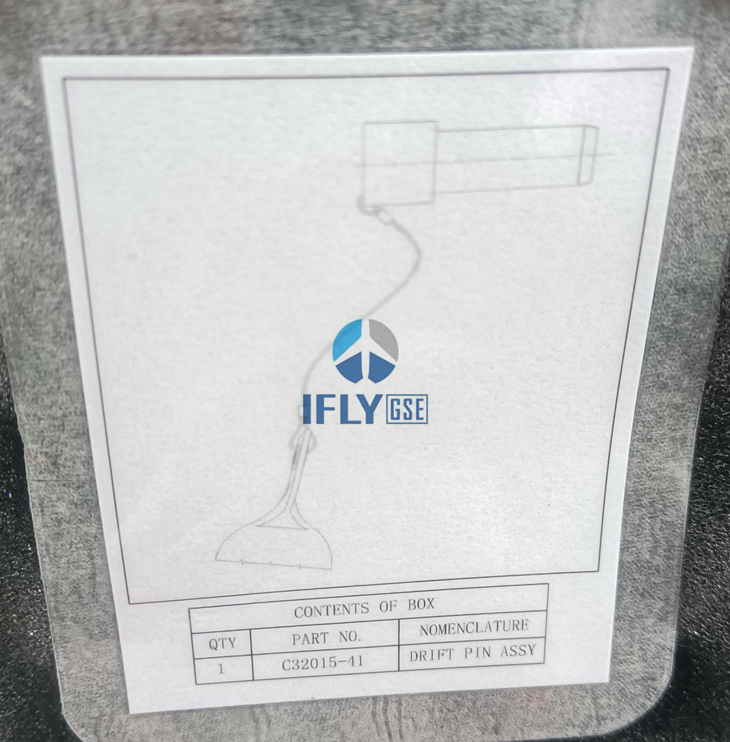 IFLY GSE
CONTENTS OF BOX
QTY PART NO. NOMENCLATURE
1 C32015-41 DRIFT PIN ASSY